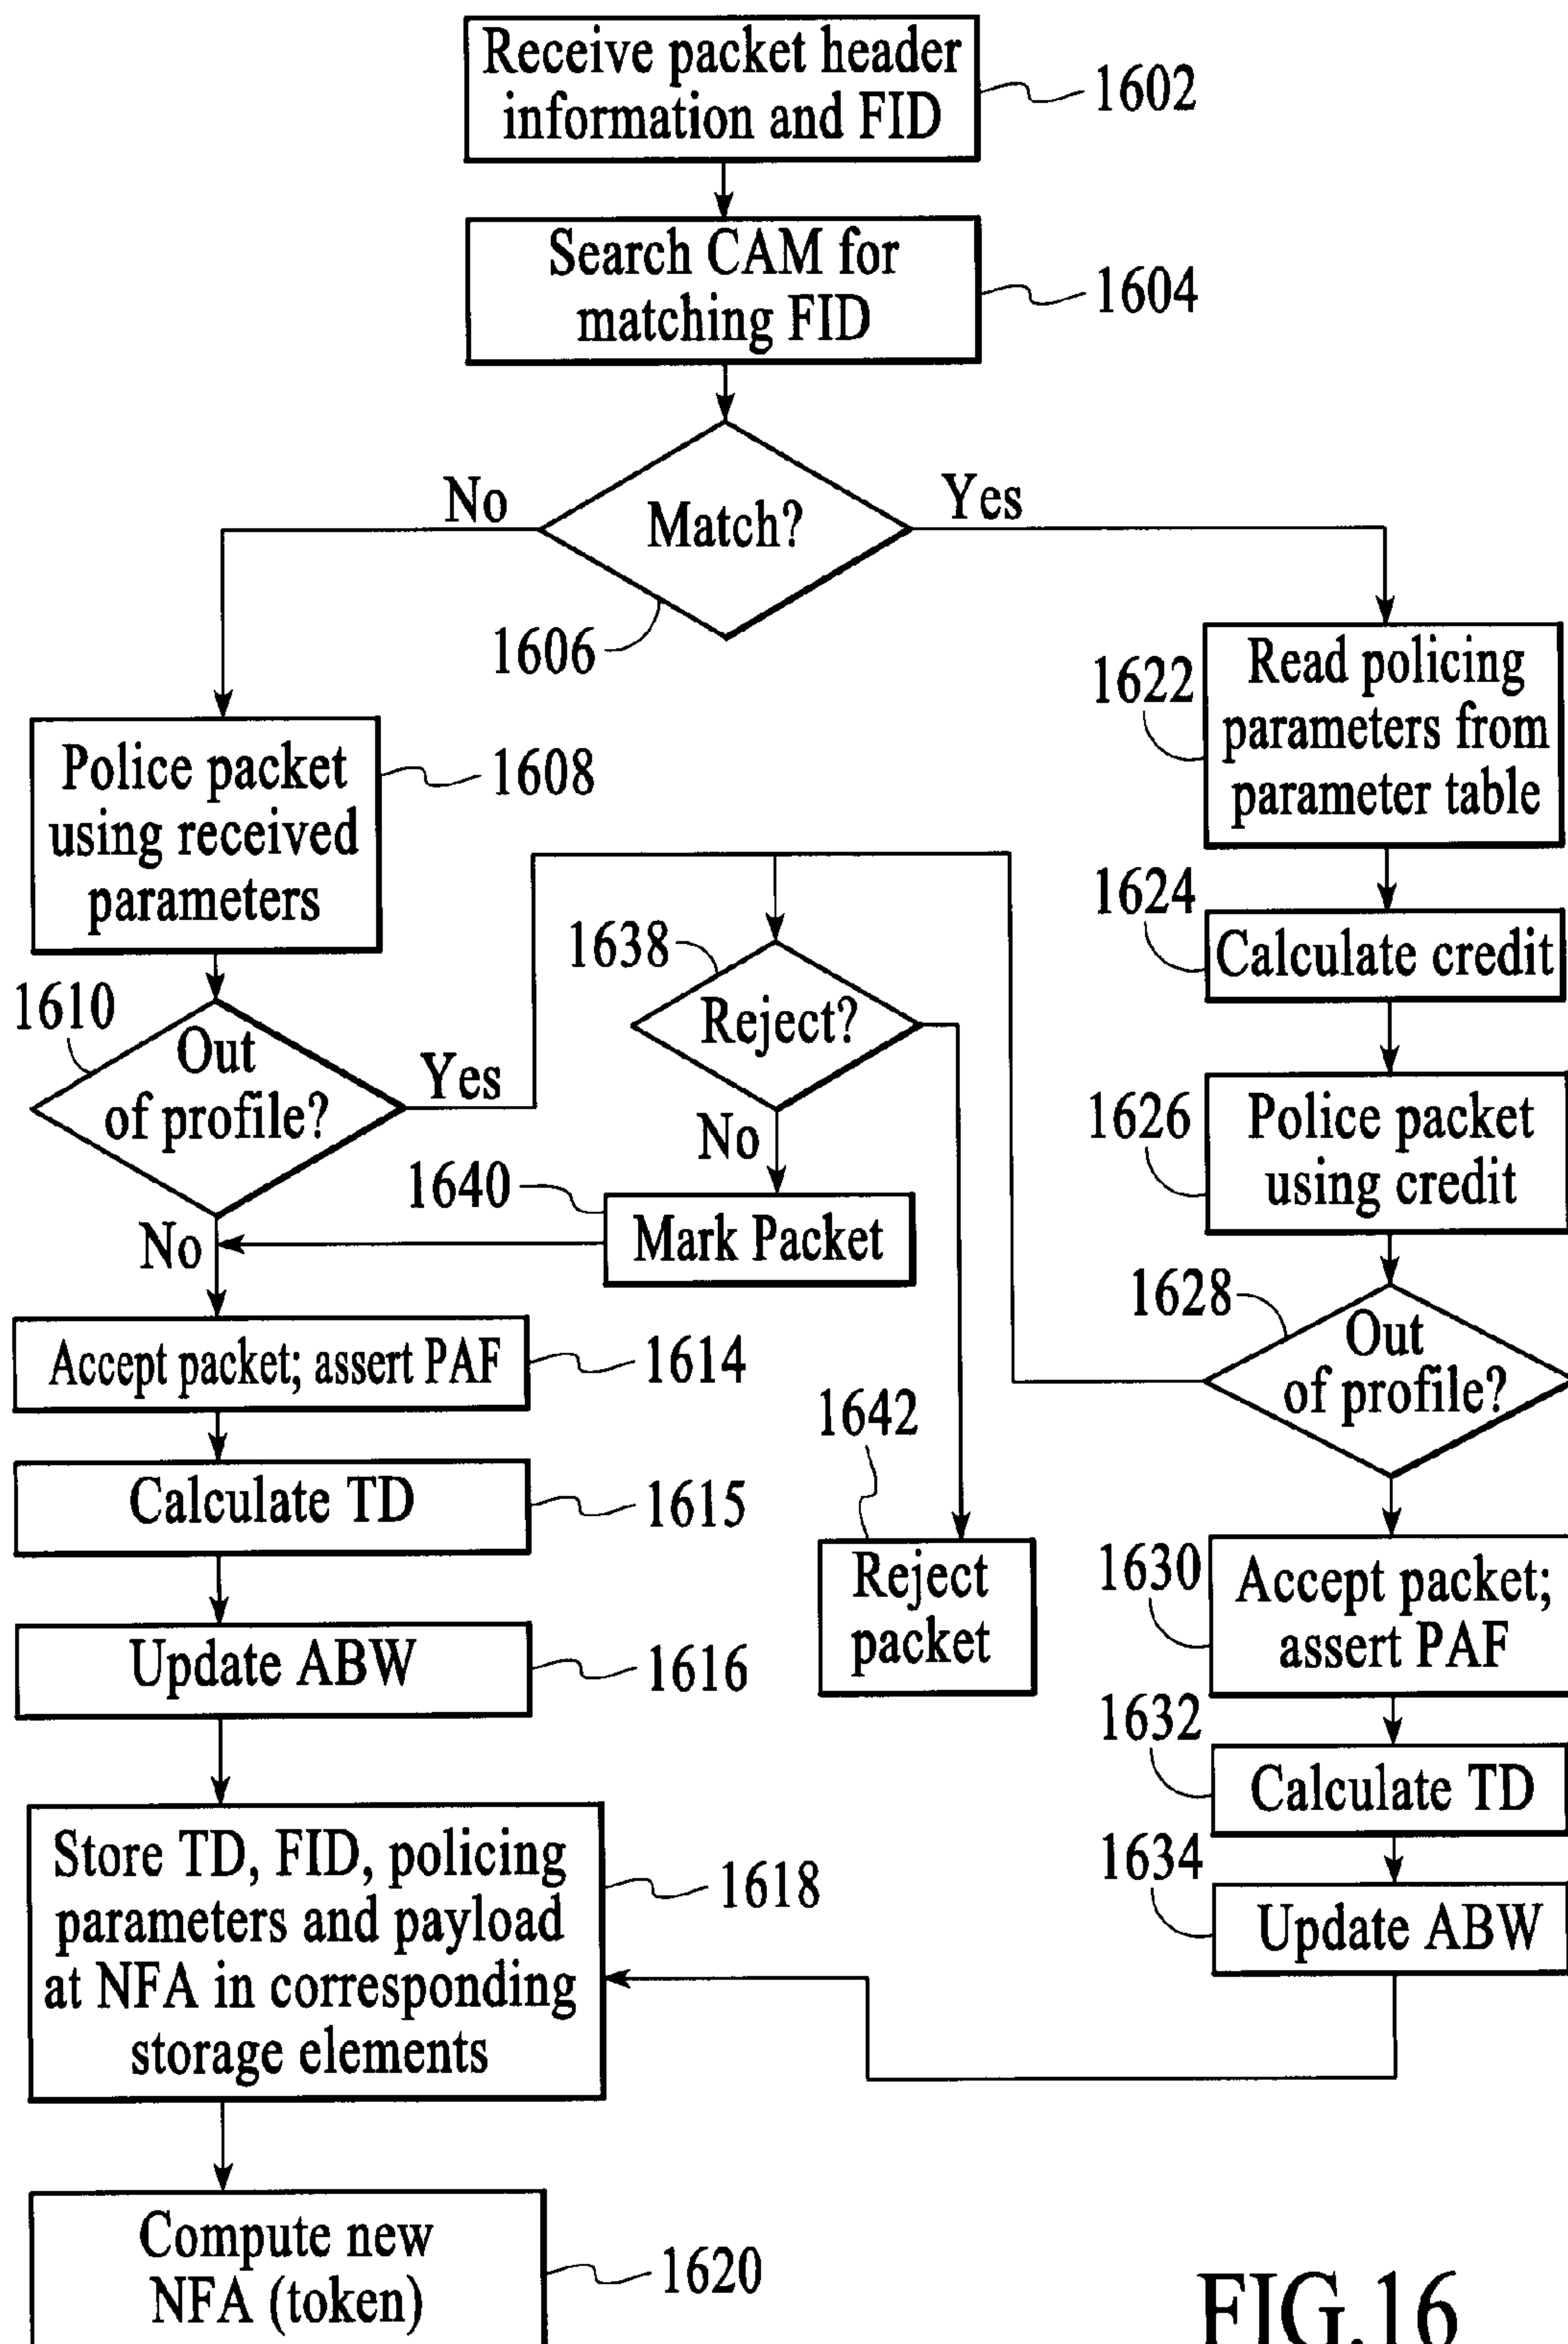 Receive packet header
information and FID
1602
Search CAM for
matching FID
1604
No
Match?
Yes
1606
1622
Read policing
parameters from
parameter table
Police packet
using received
parameters
1608
1624
Calculate credit
1638
Reject?
1610
Out
of profile?
Yes
No
1626
Police packet
using credit
1640
Mark Packet
No
1628
Out
of profile?
Accept packet; assert PAF
1614
1642
Reject
packet
Calculate TD
1615
1630
Accept packet;
assert PAF
Update ABW
1616
1632
Calculate TD
1634
Update ABW
Store TD, FID, policing
parameters and payload
at NFA in corresponding
storage elements
1618
Compute new
NFA (token)
1620
FIG.16